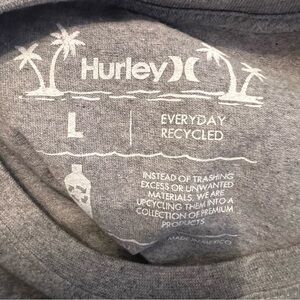 Hurley
L
EVERYDAY
RECYCLED
INSTEAD OF TRASHING
EXCESS OR UNWANTED
MATERIALS, WE ARE
UPCYCLING THEM INTO A
COLLECTION OF PREMIUM
PRODUCTS
MADE IN MEXICO